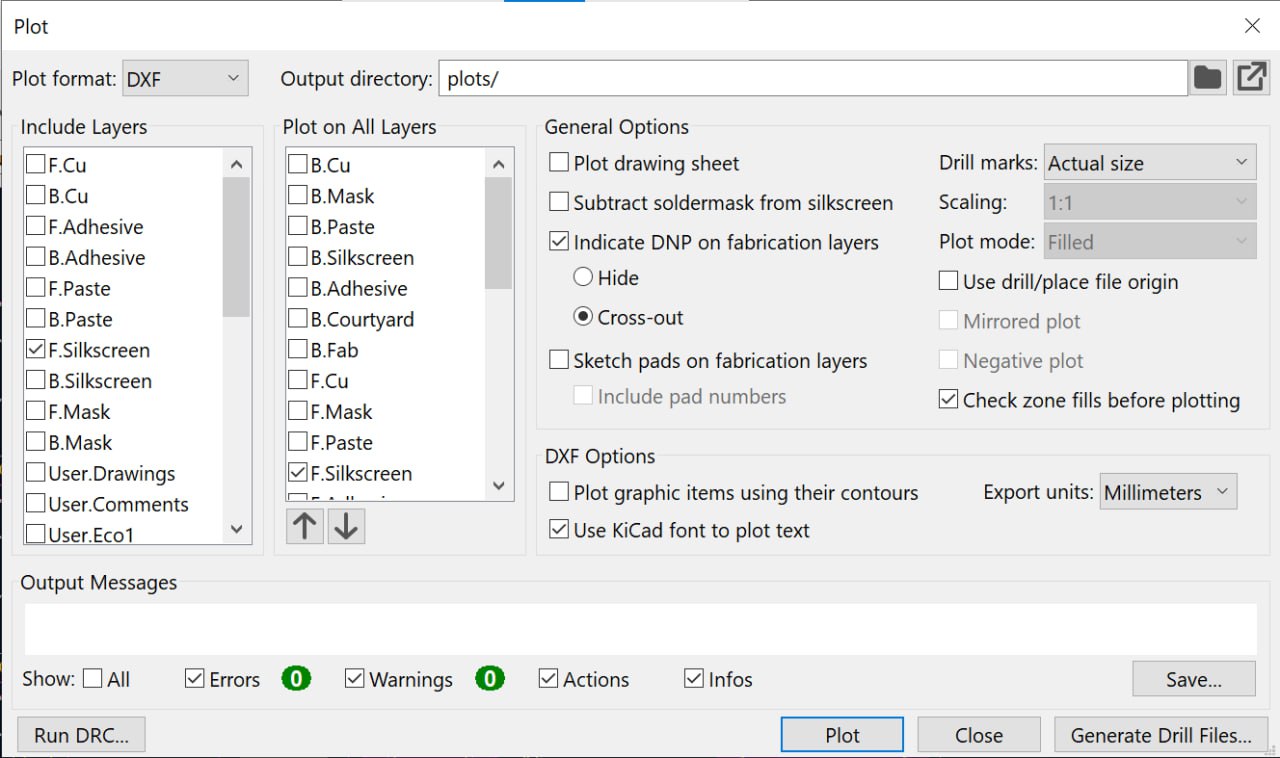 Plot
Plot format: DXF
Output directory: plots/
Include Layers
F.Cu
B.Cu
F.Adhesive
B.Adhesive
F.Paste
B.Paste
F.Silkscreen
B.Silkscreen
F.Mask
B.Mask
User.Drawings
User.Comments
User.Eco1
Plot on All Layers
B.Cu
B.Mask
B.Paste
B.Silkscreen
B.Adhesive
B.Courtyard
B.Fab
F.Cu
F.Mask
F.Paste
F.Silkscreen
General Options
Plot drawing sheet
Subtract soldermask from silkscreen
Indicate DNP on fabrication layers
Hide
Cross-out
Sketch pads on fabrication layers
Include pad numbers
Drill marks: Actual size
Scaling: 1:1
Plot mode: Filled
Use drill/place file origin
Mirrored plot
Negative plot
Check zone fills before plotting
DXF Options
Plot graphic items using their contours
Use KiCad font to plot text
Export units: Millimeters
Output Messages
Show: All Errors 0 Warnings 0 Actions Infos Save...
Run DRC... Plot Close Generate Drill Files...